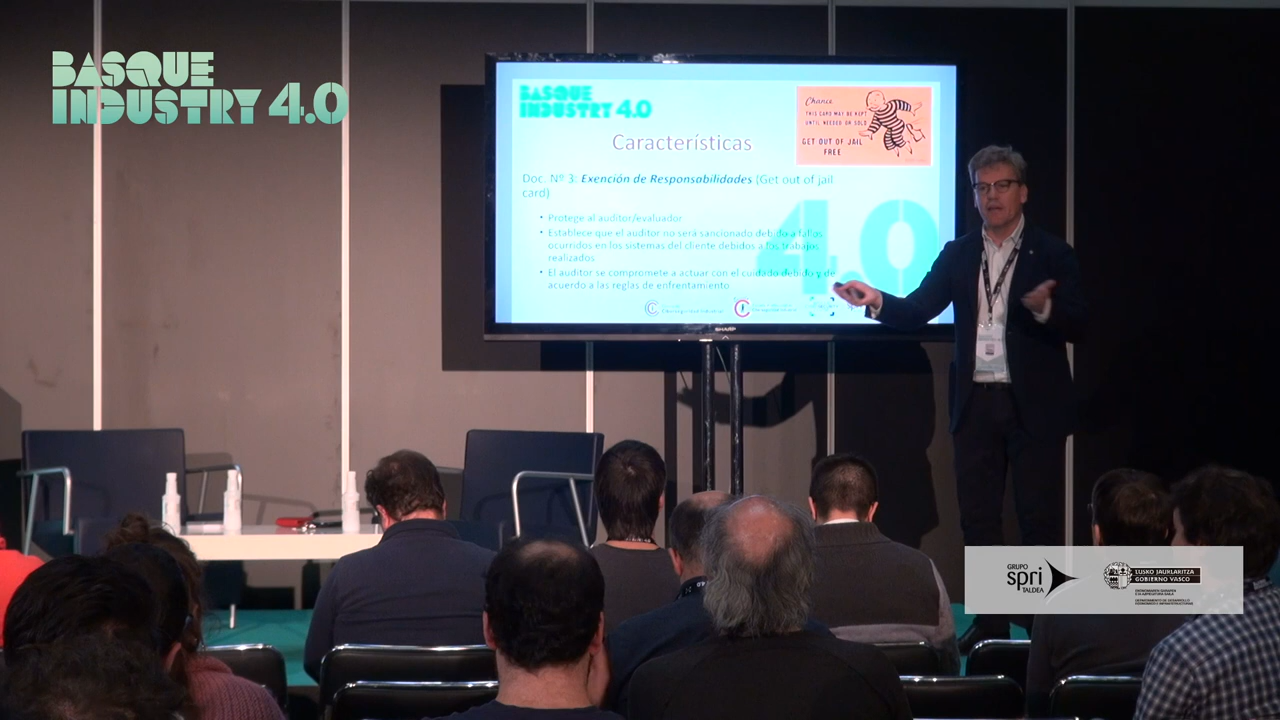 BASQUE
INDUSTRY 4.0
BASQUE
INDUSTRY 4.0
Chance
THIS CARD MAY BE KEPT
UNTIL NEEDED OR SOLD
GET OUT OF JAIL
FREE
Características
Doc. Nº 3. Exención de Responsabilidades (Get out of jail
card)
• Protege al auditor/evaluador
• Establece que el auditor no será sancionado debido a fallos
ocurridos en los sistemas del cliente debidos a los trabajos
realizados
• El auditor se compromete a actuar con el cuidado debido y de
acuerdo a las reglas de enfrentamiento
4.0
SHARP
GRUPO
spri
TALDEA
EUSKO JAURLARITZA
GOBIERNO VASCO